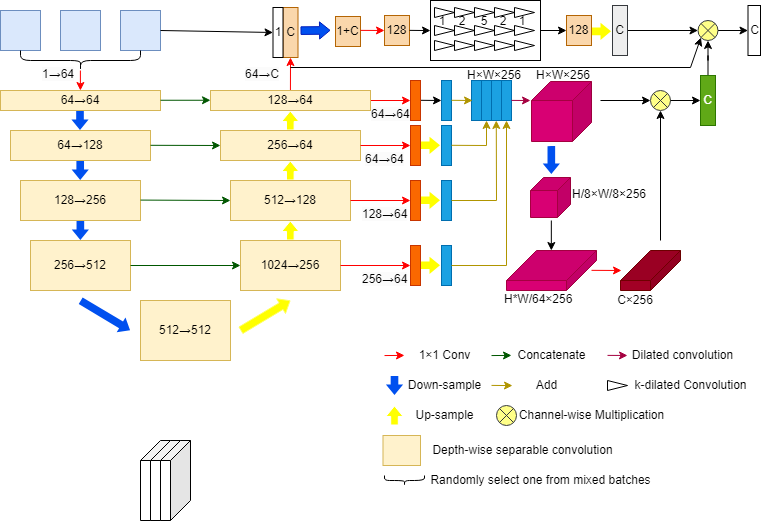 1 C
1+C
128
1 2 5 2 1
128
C
C
1→64
64→C
H×W×256
H×W×256
64→64
128→64
64→64
C
64→128
256→64
64→64
128→256
512→128
128→64
H/8×W/8×256
256→512
1024→256
256→64
H*W/64×256
C×256
512→512
1×1 Conv
Concatenate
Dilated convolution
Down-sample
Add
k-dilated Convolution
Up-sample
Channel-wise Multiplication
Depth-wise separable convolution
Randomly select one from mixed batches